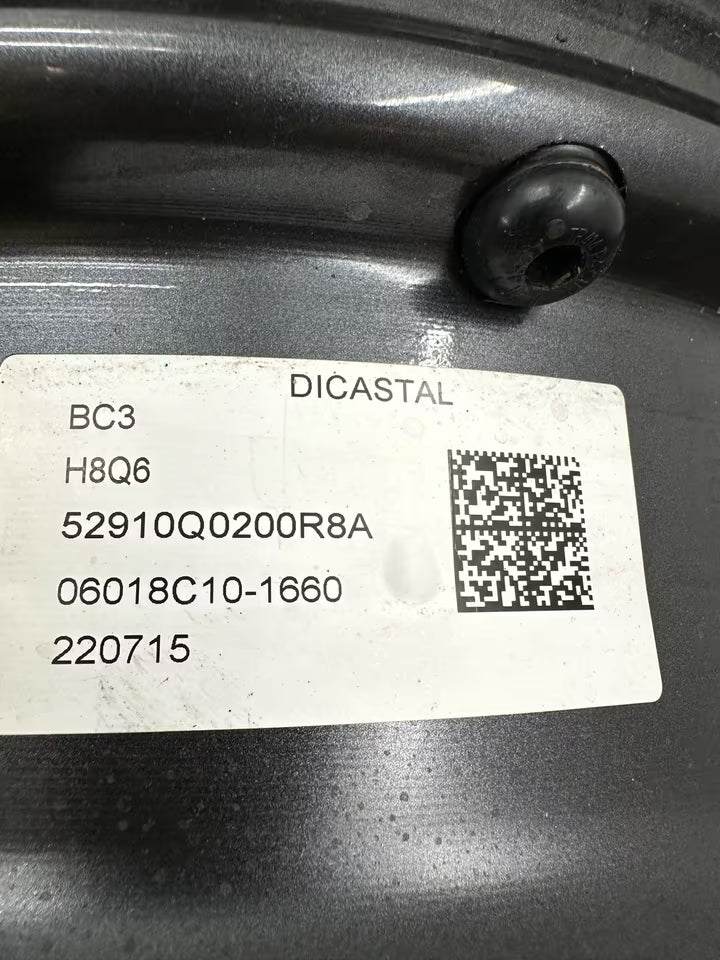 DICASTAL
BC3
H8Q6
52910Q0200R8A
06018C10-1660
220715